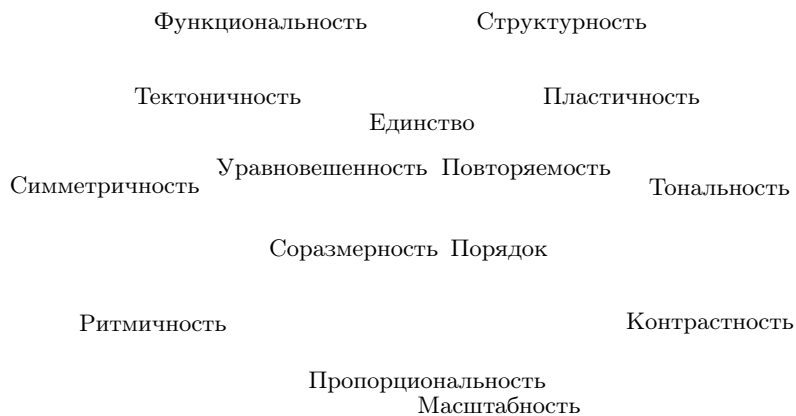 Функциональность Структурность
Тектоничность Пластичность
Единство
Уравновешенность Повторяемость
Симметричность Тональность
Соразмерность Порядок
Ритмичность Контрастность
Пропорциональность
Масштабность